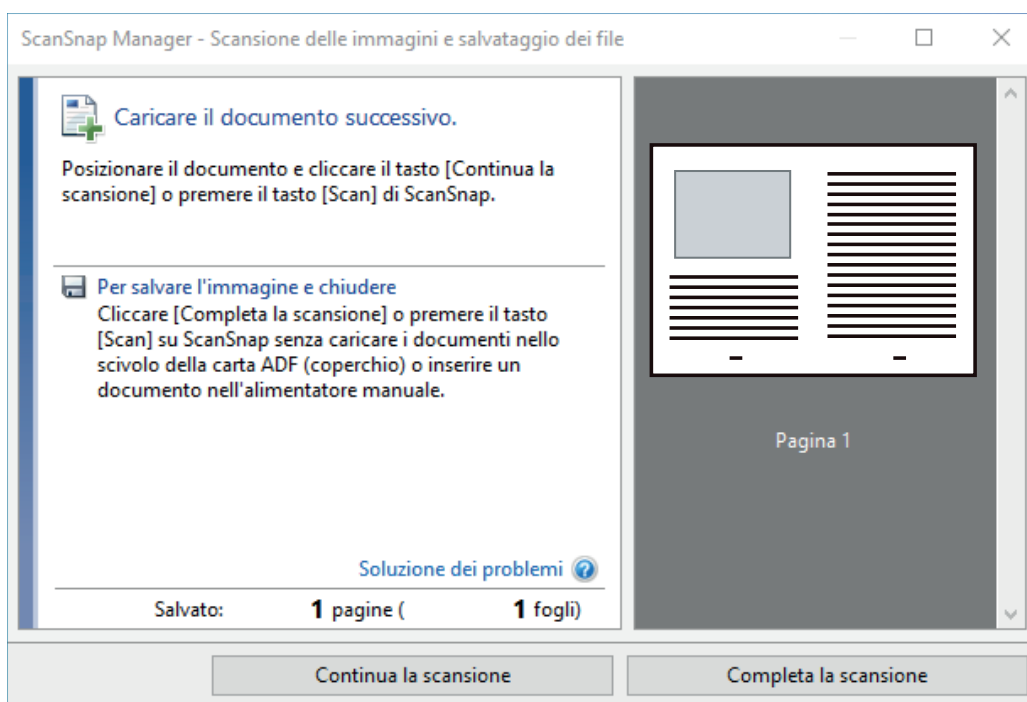 ScanSnap Manager - Scansione delle immagini e salvataggio dei file
Caricare il documento successivo.
Posizionare il documento e cliccare il tasto [Continua la
scansione] o premere il tasto [Scan] di ScanSnap.
Per salvare l'immagine e chiudere
Cliccare [Completa la scansione] o premere il tasto
[Scan] su ScanSnap senza caricare i documenti nello
scivolo della carta ADF (coperchio) o inserire un
documento nell'alimentatore manuale.
Soluzione dei problemi
Salvato: 1 pagine ( 1 fogli)
Pagina 1
Continua la scansione
Completa la scansione